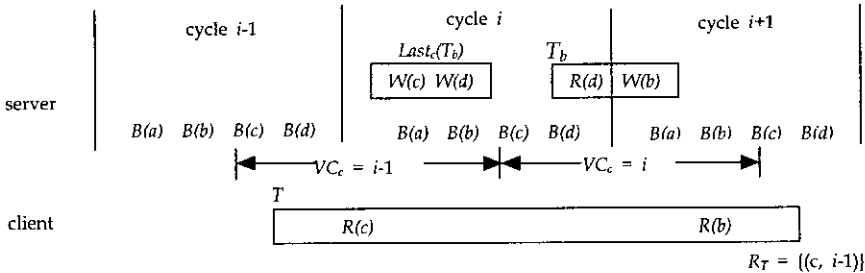 cycle i-1 cycle i cycle i+1
Last_c(T_b) T_b
W(c) W(d) R(d) W(b)
server
B(a) B(b) B(c) B(d) B(a) B(b) B(c) B(d) B(a) B(b) B(c) B(d)
VC_c = i-1 VC_c = i
T
client R(c) R(b)
R_T = {(c, i-1)}